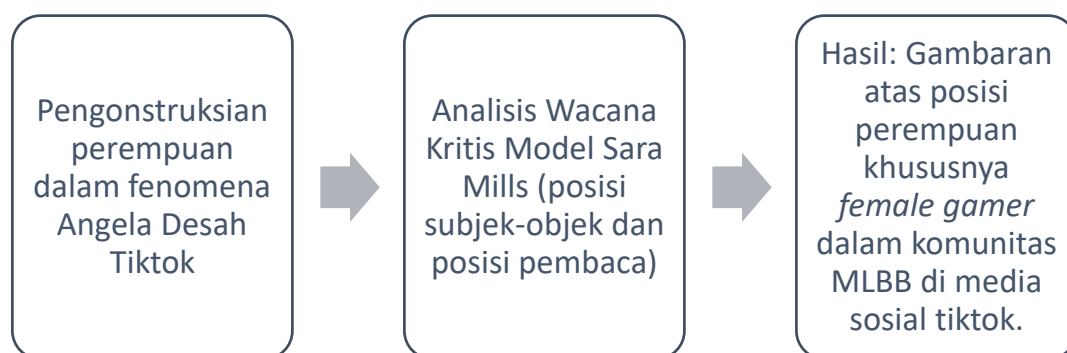 Pengonstruksian
perempuan
dalam fenomena
Angela Desah
Tiktok
Analisis Wacana
Kritis Model Sara
Mills (posisi
subjek-objek dan
posisi pembaca)
Hasil: Gambaran
atas posisi
perempuan
khususnya
female gamer
dalam komunitas
MLBB di media
sosial tiktok.